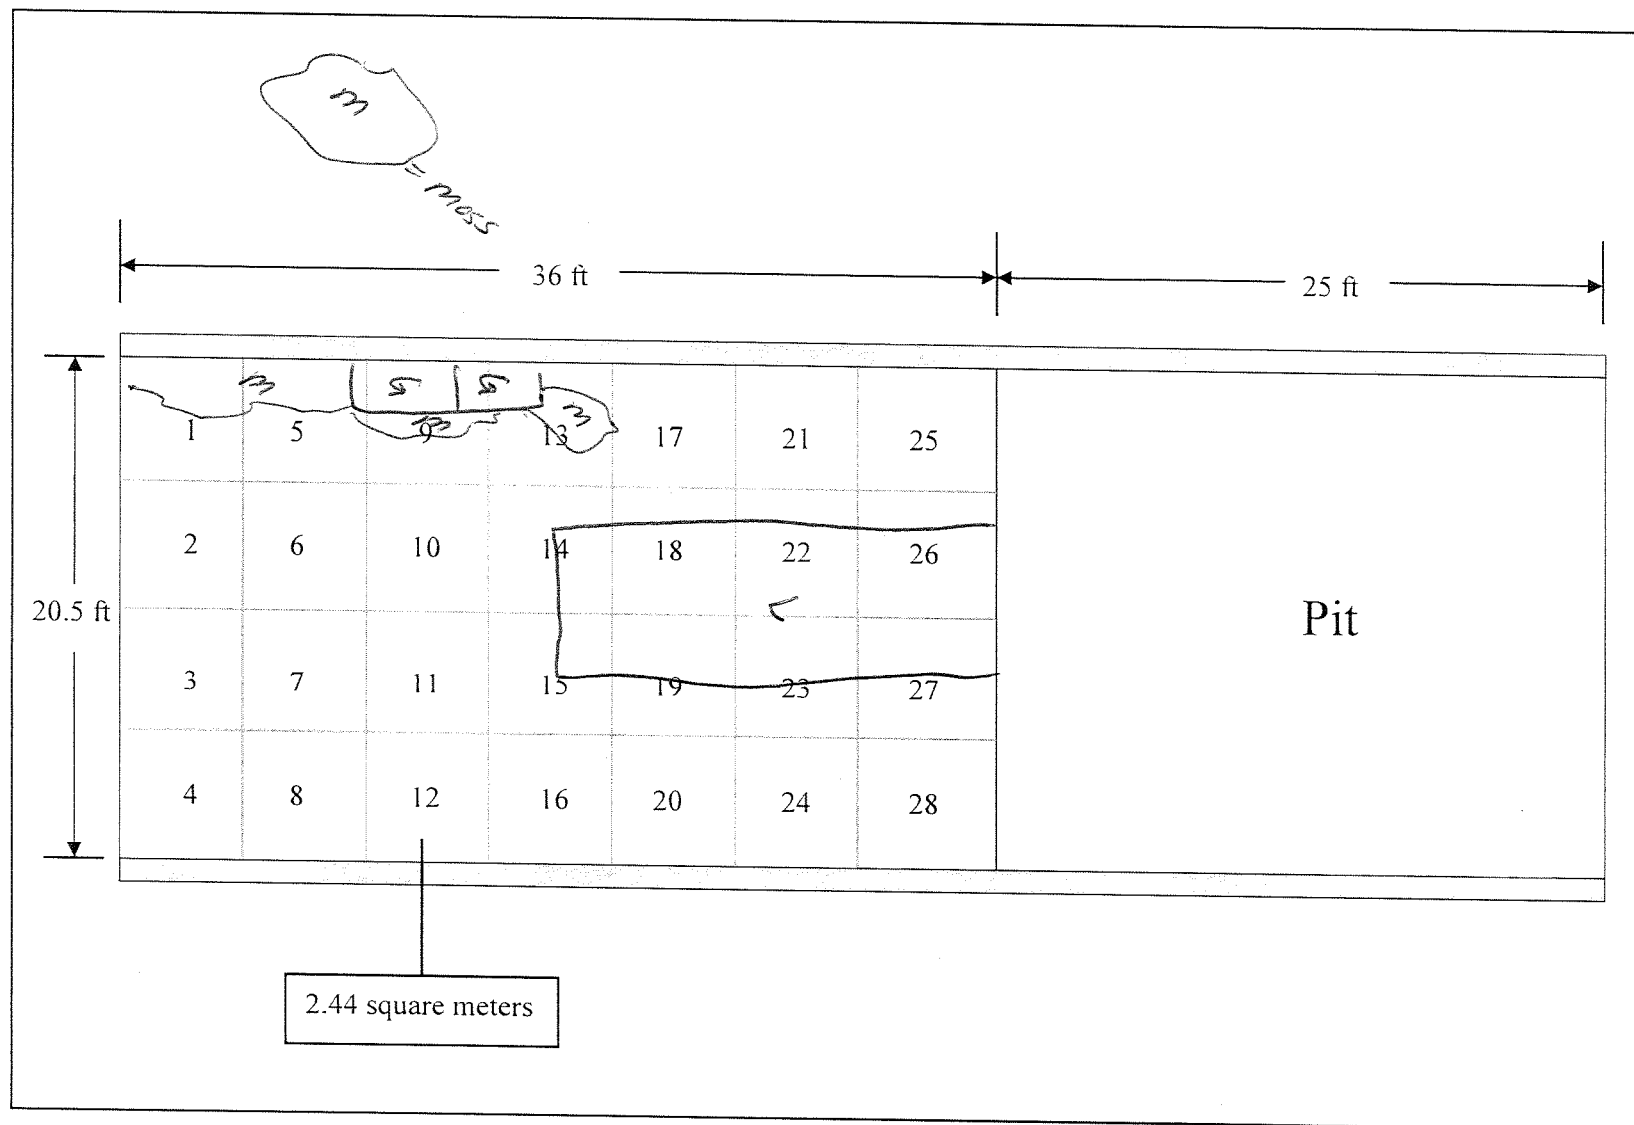 m
= moss
36 ft
25 ft
m
G G
m
m
1 5 9 13 17 21 25
2 6 10 14 18 22 26
20.5 ft
Pit
3 7 11 15 19 23 27
4 8 12 16 20 24 28
2.44 square meters